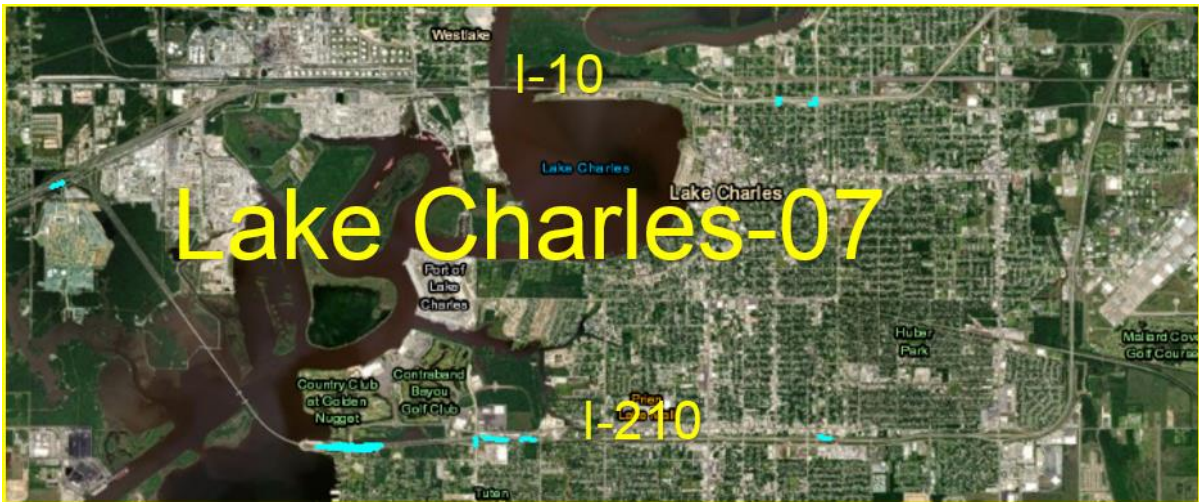 Westlake
I-10
Lake Charles
Lake Charles
Lake Charles-07
Port of
Lake
Charles
Huber
Park
Mallard Cove
Golf Course
Country Club
at Golden
Nugget
Contraband
Bayou
Golf Club
Prien
I-210